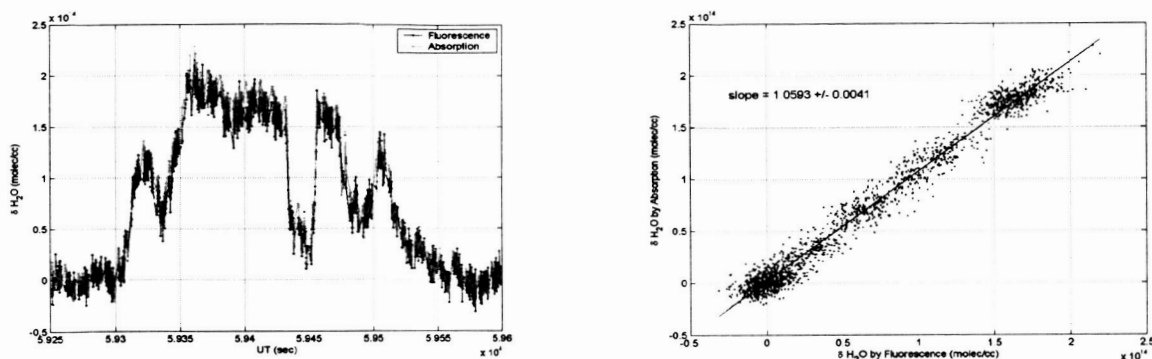 x 10⁻¹⁴
2.5
2
1.5
1
0.5
0
-0.5
δ H₂O (molec/cc)
Fluorescence
Absorption
5.925 5.93 5.935 5.94 5.945 5.95 5.955 5.96
UT (sec)
x 10⁴
x 10⁻¹⁴
2.5
2
1.5
1
0.5
0
-0.5
δ H₂O by Absorption (molec/cc)
slope = 1.0593 +/- 0.0041
-0.5 0 0.5 1 1.5 2 2.5
δ H₂O by Fluorescence (molec/cc)
x 10⁻¹⁴